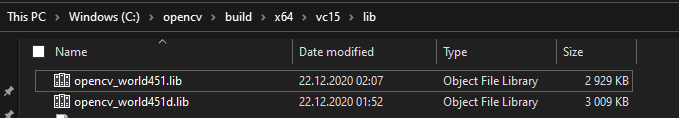 This PC > Windows (C:) > opencv > build > x64 > vc15 > lib
Name Date modified Type Size
opencv_world451.lib 22.12.2020 02:07 Object File Library 2 929 KB
opencv_world451d.lib 22.12.2020 01:52 Object File Library 3 009 KB